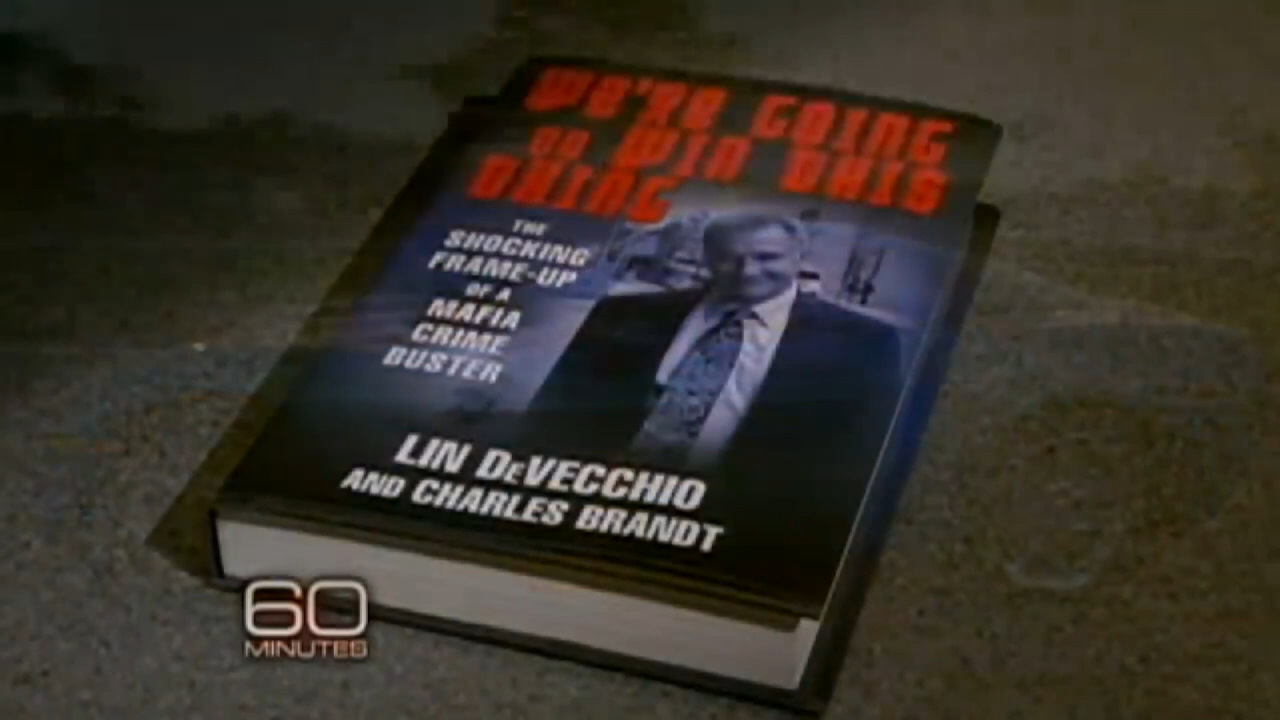 WE'RE GOING
TO WIN THIS
THING
THE
SHOCKING
FRAME-UP
OF A
MAFIA
CRIME
BUSTER
LIN DEVECCHIO
AND CHARLES BRANDT
60
MINUTES